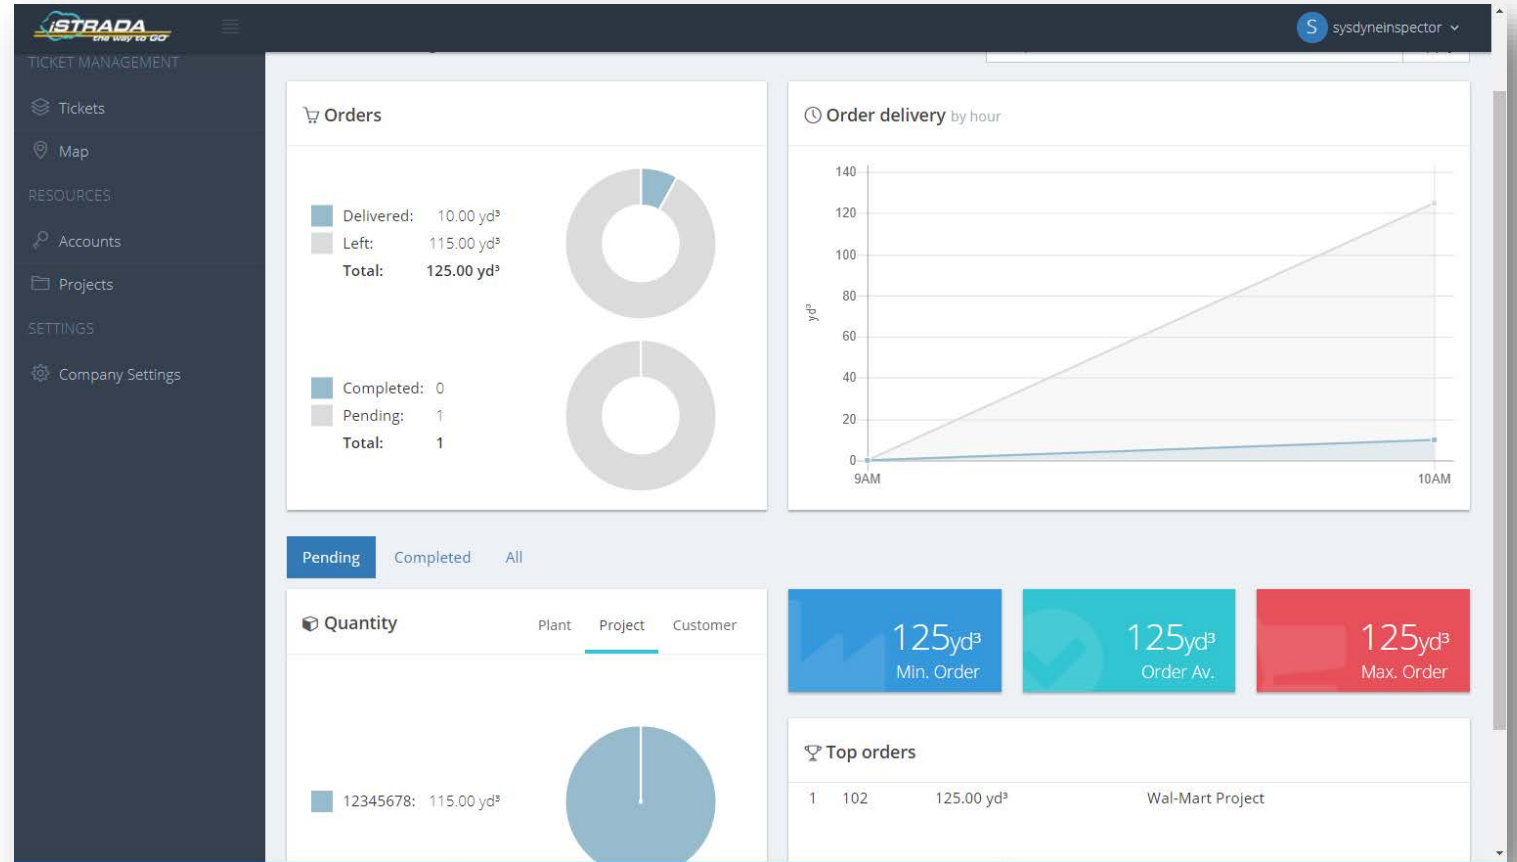 iSTRADA
the way to GO
S sysdyneinspector
TICKET MANAGEMENT
Tickets
Map
RESOURCES
Accounts
Projects
SETTINGS
Company Settings
Orders
Delivered: 10.00 yd³
Left: 115.00 yd³
Total: 125.00 yd³
Completed: 0
Pending: 1
Total: 1
Order delivery by hour
140
120
100
80
60
40
20
0
yd³
9AM 10AM
Pending Completed All
Quantity Plant Project Customer
12345678: 115.00 yd³
125yd³
Min. Order
125yd³
Order Av.
125yd³
Max. Order
Top orders
1 102 125.00 yd³ Wal-Mart Project